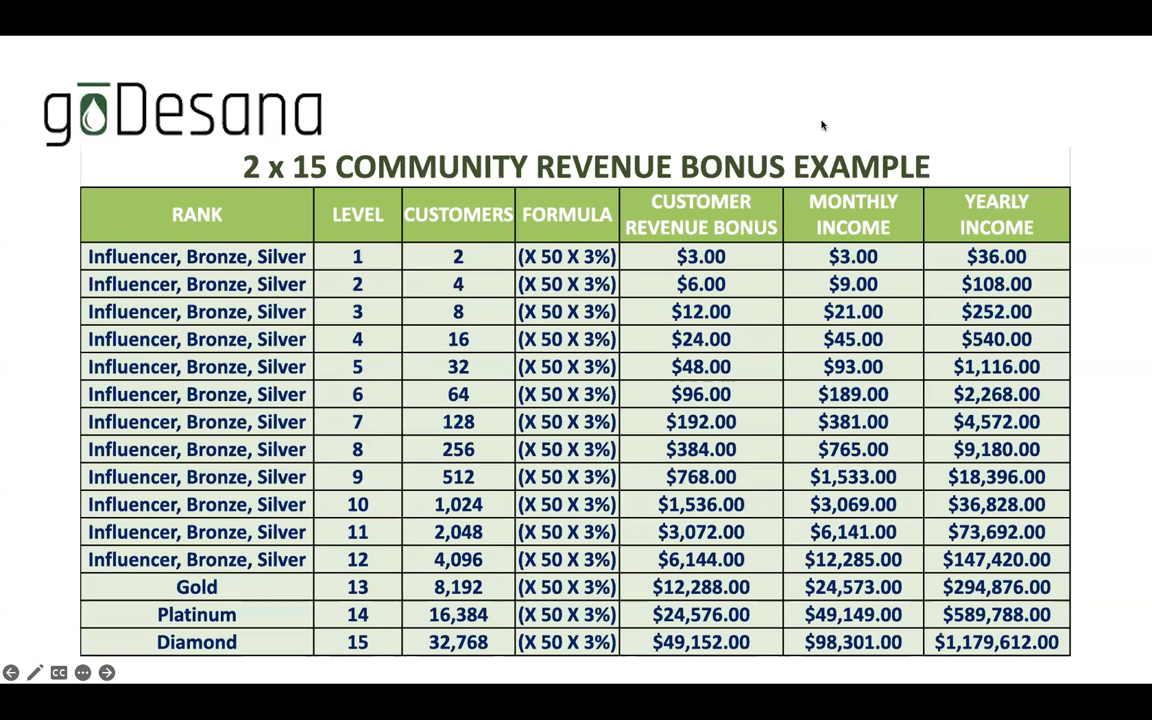 gōDesana
2 x 15 COMMUNITY REVENUE BONUS EXAMPLE
RANK LEVEL CUSTOMERS FORMULA CUSTOMER REVENUE BONUS MONTHLY INCOME YEARLY INCOME
Influencer, Bronze, Silver 1 2 (X 50 X 3%) $3.00 $3.00 $36.00
Influencer, Bronze, Silver 2 4 (X 50 X 3%) $6.00 $9.00 $108.00
Influencer, Bronze, Silver 3 8 (X 50 X 3%) $12.00 $21.00 $252.00
Influencer, Bronze, Silver 4 16 (X 50 X 3%) $24.00 $45.00 $540.00
Influencer, Bronze, Silver 5 32 (X 50 X 3%) $48.00 $93.00 $1,116.00
Influencer, Bronze, Silver 6 64 (X 50 X 3%) $96.00 $189.00 $2,268.00
Influencer, Bronze, Silver 7 128 (X 50 X 3%) $192.00 $381.00 $4,572.00
Influencer, Bronze, Silver 8 256 (X 50 X 3%) $384.00 $765.00 $9,180.00
Influencer, Bronze, Silver 9 512 (X 50 X 3%) $768.00 $1,533.00 $18,396.00
Influencer, Bronze, Silver 10 1,024 (X 50 X 3%) $1,536.00 $3,069.00 $36,828.00
Influencer, Bronze, Silver 11 2,048 (X 50 X 3%) $3,072.00 $6,141.00 $73,692.00
Influencer, Bronze, Silver 12 4,096 (X 50 X 3%) $6,144.00 $12,285.00 $147,420.00
Gold 13 8,192 (X 50 X 3%) $12,288.00 $24,573.00 $294,876.00
Platinum 14 16,384 (X 50 X 3%) $24,576.00 $49,149.00 $589,788.00
Diamond 15 32,768 (X 50 X 3%) $49,152.00 $98,301.00 $1,179,612.00
CC